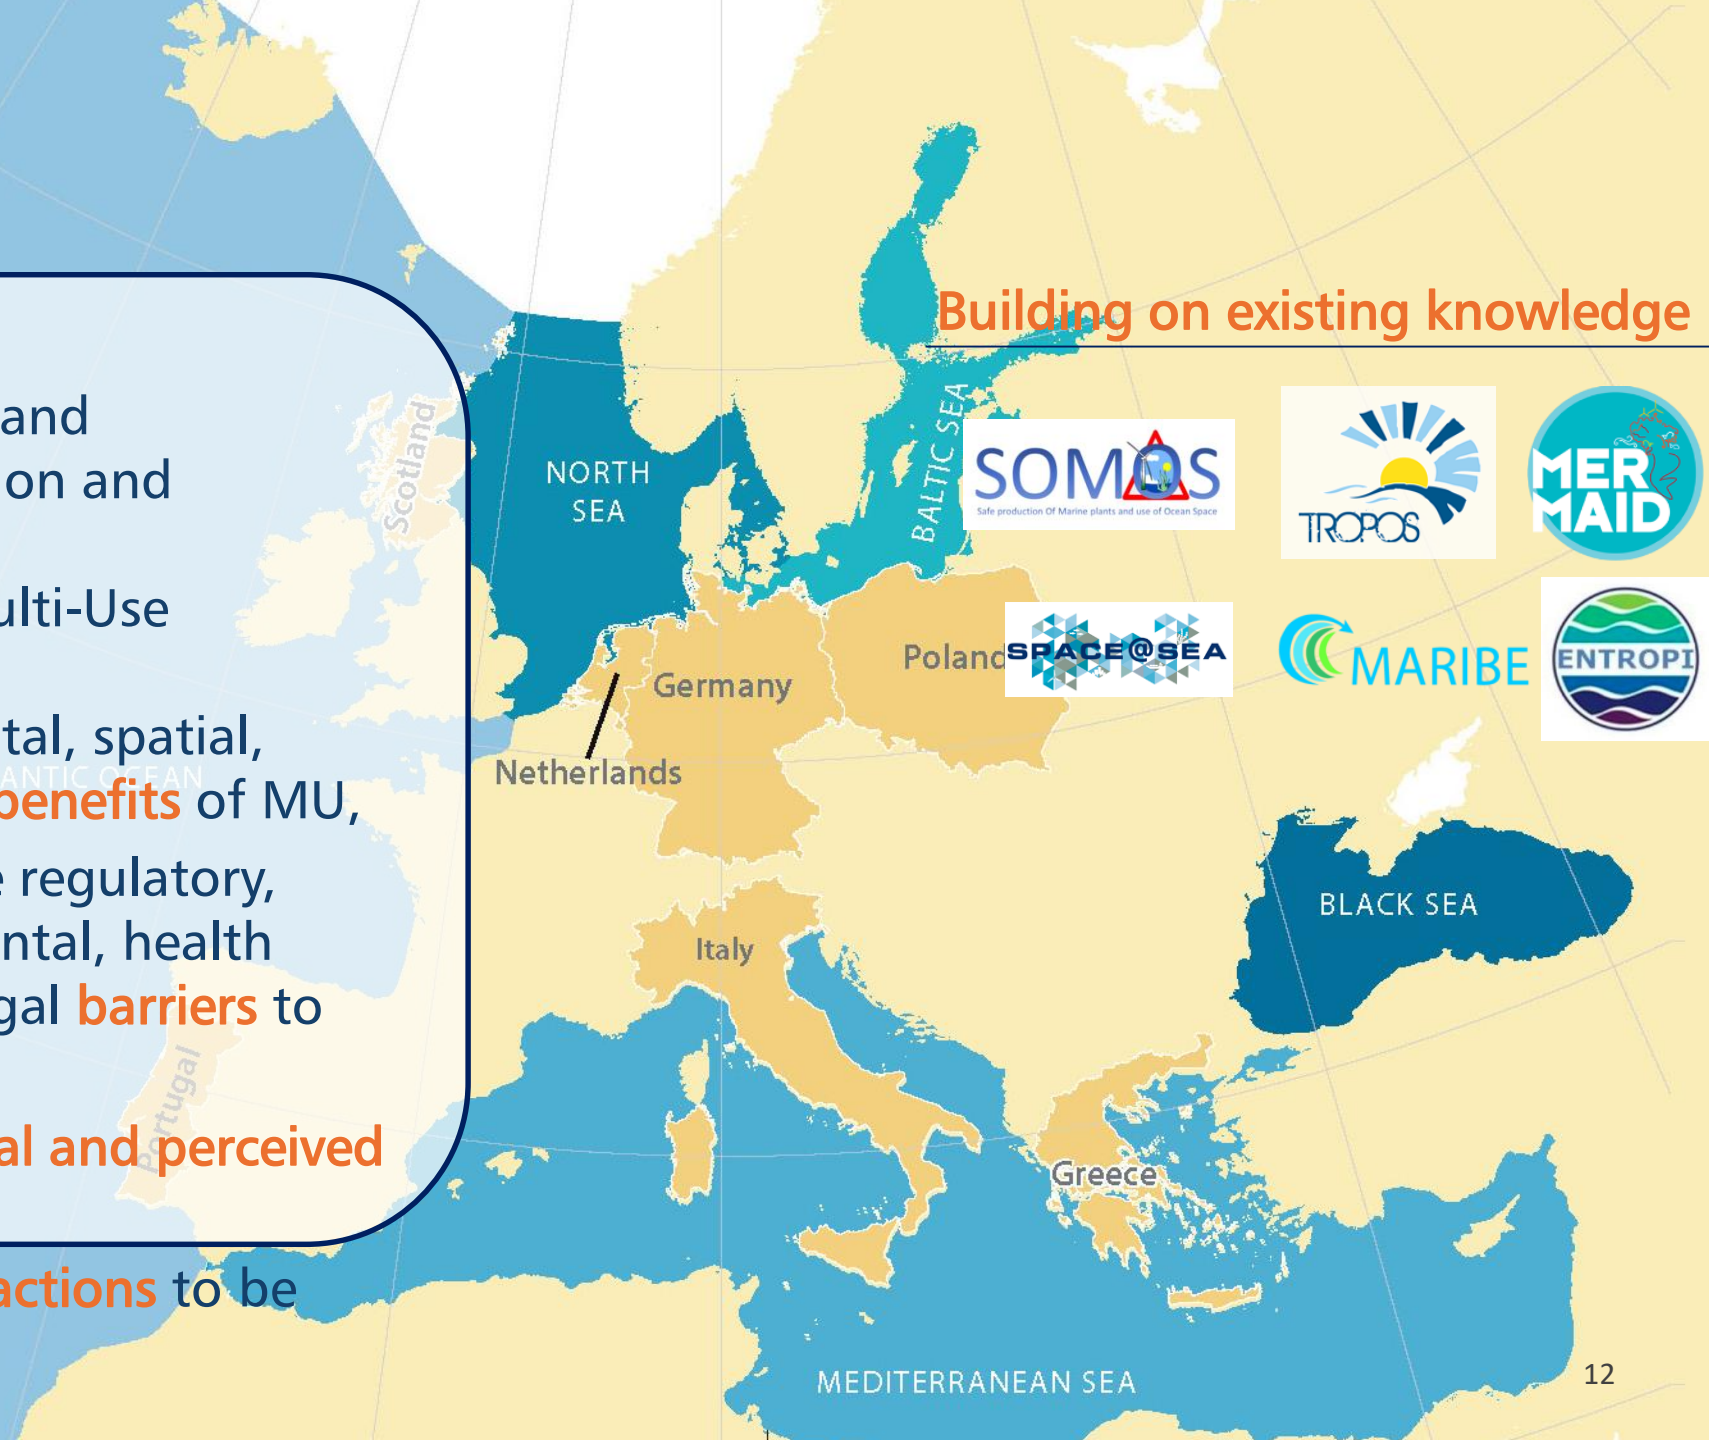 and
on and
ulti-Use
tal, spatial,
benefits of MU,
e regulatory,
ental, health
gal barriers to
al and perceived
actions to be
Building on existing knowledge
SOMOS
Safe production Of Marine plants and use of Ocean Space
TROPOS
MER
MAID
SPACE@SEA
MARIBE
ENTROPI
Scotland
NORTH
SEA
BALTIC SEA
Poland
Germany
Netherlands
ANTIC OCEAN
Italy
BLACK SEA
Portugal
Greece
MEDITERRANEAN SEA
12